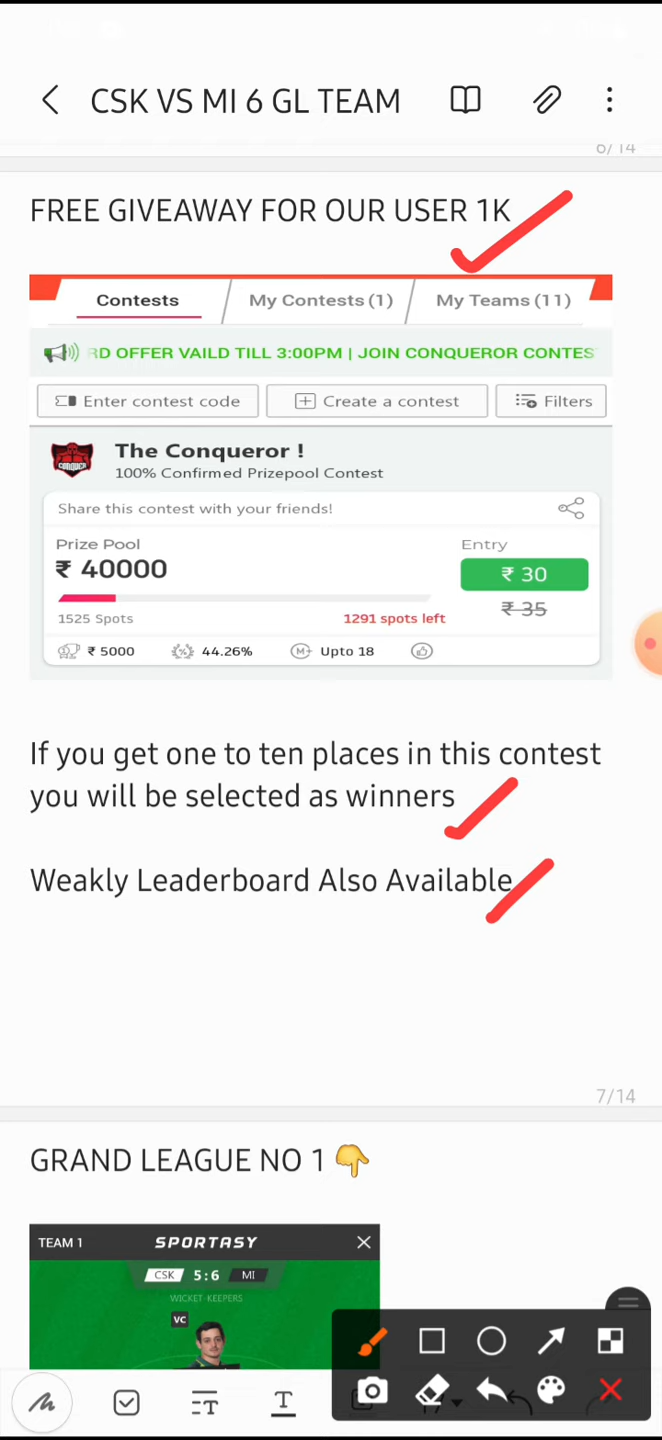 CSK VS MI 6 GL TEAM
6/14
FREE GIVEAWAY FOR OUR USER 1K
Contests
My Contests (1)
My Teams (11)
RD OFFER VAILD TILL 3:00PM | JOIN CONQUEROR CONTES
Enter contest code
Create a contest
Filters
CONQUER
The Conqueror !
100% Confirmed Prizepool Contest
Share this contest with your friends!
Prize Pool
Entry
₹ 40000
₹ 30
₹ 35
1525 Spots
1291 spots left
₹ 5000
44.26%
M+
Upto 18
If you get one to ten places in this contest
you will be selected as winners
Weakly Leaderboard Also Available
7/14
GRAND LEAGUE NO 1
TEAM 1
SPORTASY
CSK 5:6 MI
WICKET-KEEPERS
VC